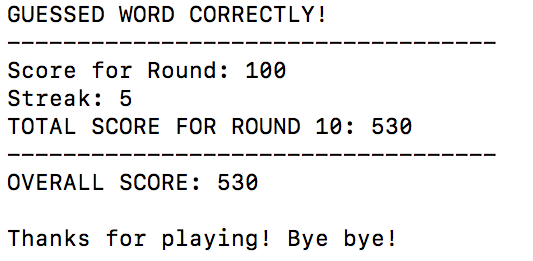 GUESSED WORD CORRECTLY!
-----------------------------------
Score for Round: 100
Streak: 5
TOTAL SCORE FOR ROUND 10: 530
-----------------------------------
OVERALL SCORE: 530
Thanks for playing! Bye bye!